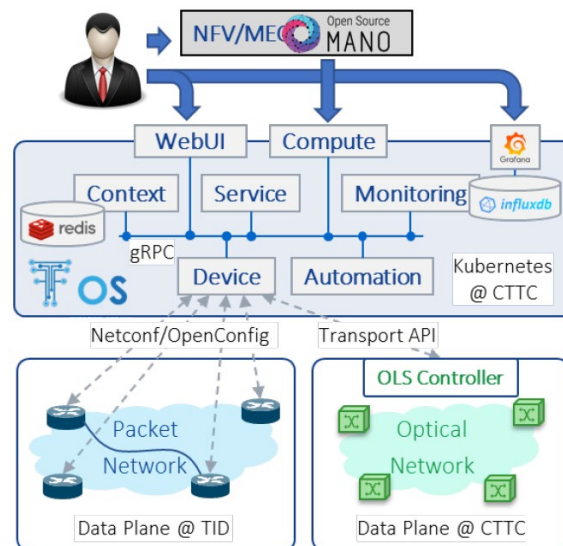 NFV/MEC
Open Source
MANO
WebUI
Compute
Grafana
Context
Service
Monitoring
redis
influxdb
gRPC
TF OS
Device
Automation
Kubernetes
@ CTTC
Netconf/OpenConfig
Transport API
OLS Controller
Packet
Network
Optical
Network
Data Plane @ TID
Data Plane @ CTTC